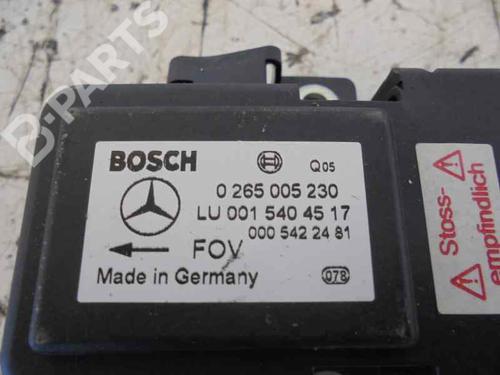 B-PARTS
BOSCH
Q05
0 265 005 230
LU 001 540 45 17
000 542 24 81
FOV
Made in Germany
078
Stoss-
empfindlich